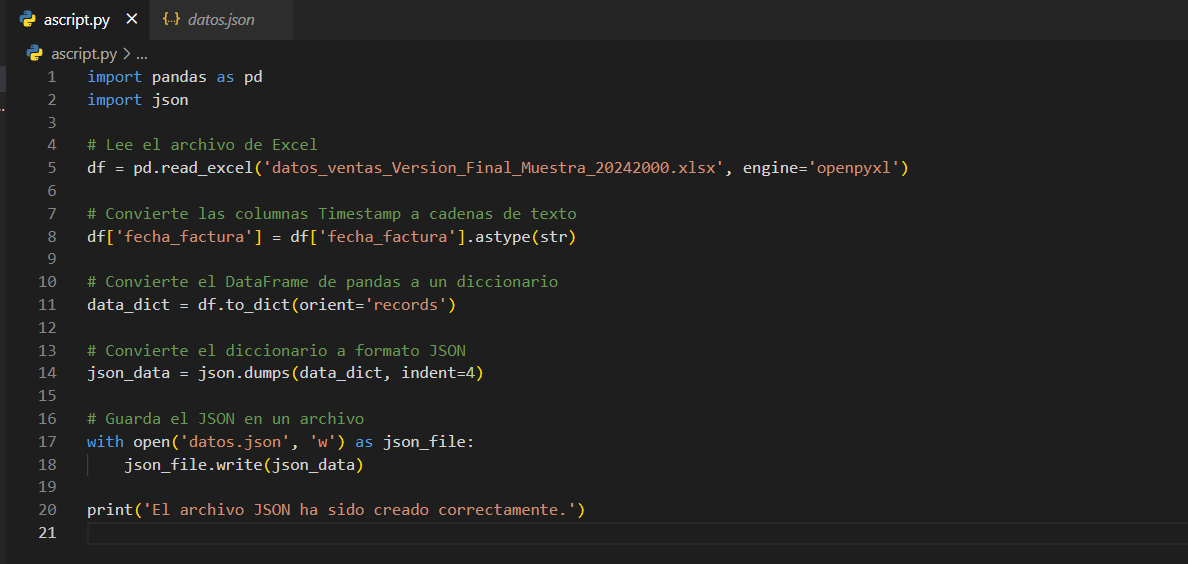 ascript.py × {..} datos.json
ascript.py > ...
1 import pandas as pd
2 import json
3
4 # Lee el archivo de Excel
5 df = pd.read_excel('datos_ventas_Version_Final_Muestra_20242000.xlsx', engine='openpyxl')
6
7 # Convierte las columnas Timestamp a cadenas de texto
8 df['fecha_factura'] = df['fecha_factura'].astype(str)
9
10 # Convierte el DataFrame de pandas a un diccionario
11 data_dict = df.to_dict(orient='records')
12
13 # Convierte el diccionario a formato JSON
14 json_data = json.dumps(data_dict, indent=4)
15
16 # Guarda el JSON en un archivo
17 with open('datos.json', 'w') as json_file:
18     json_file.write(json_data)
19
20 print('El archivo JSON ha sido creado correctamente.')
21